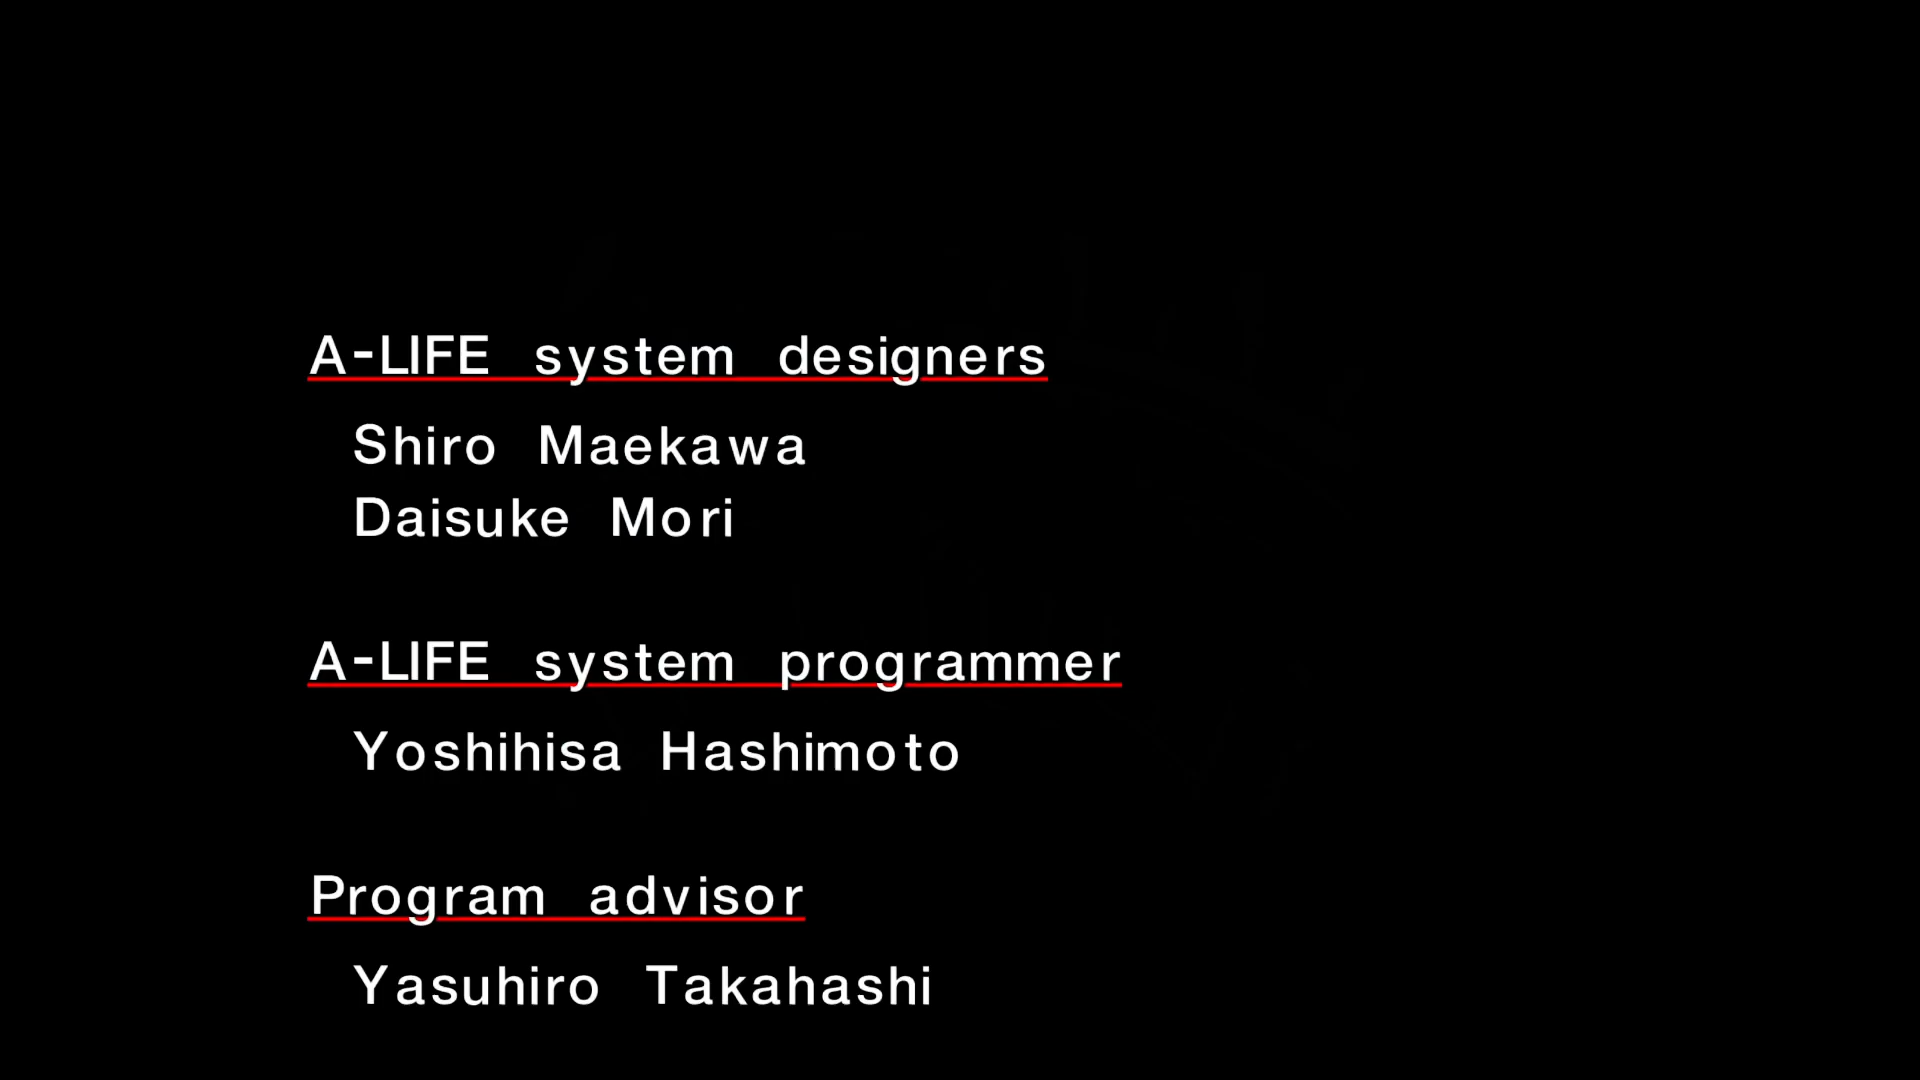 A-LIFE system designers
Shiro Maekawa
Daisuke Mori
A-LIFE system programmer
Yoshihisa Hashimoto
Program advisor
Yasuhiro Takahashi